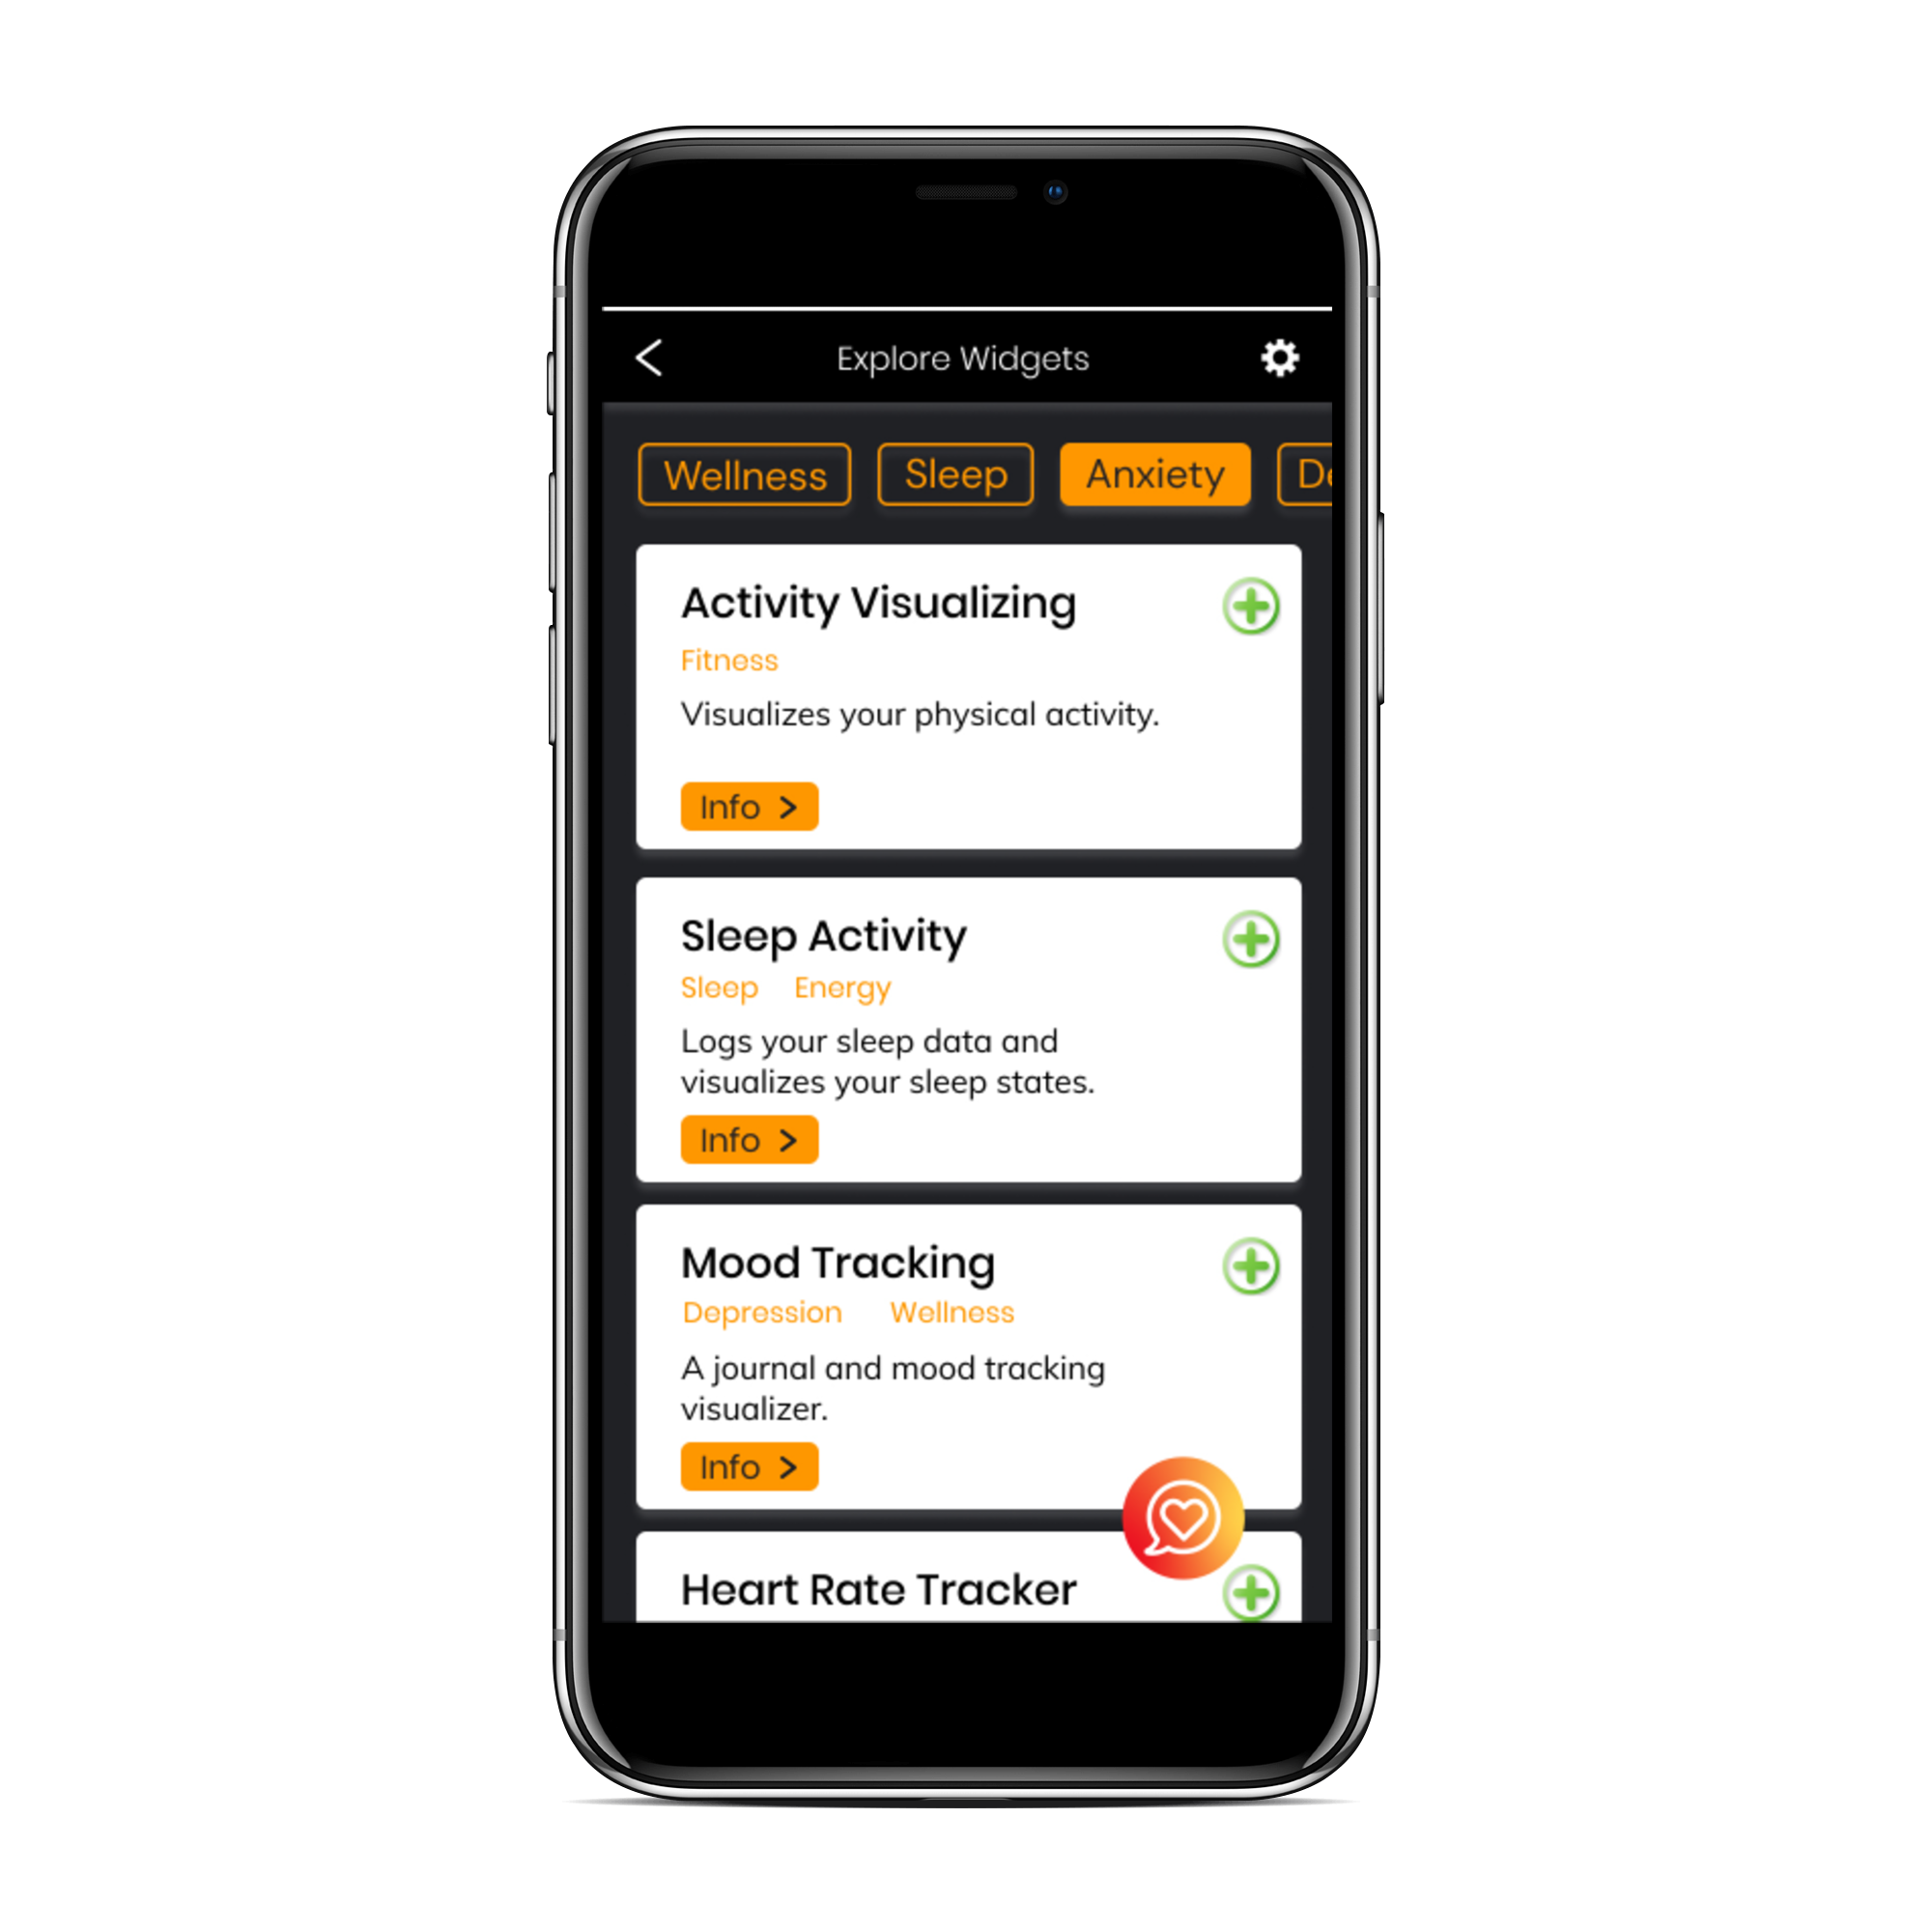 Explore Widgets
Wellness Sleep Anxiety
Activity Visualizing
Fitness
Visualizes your physical activity.
Info >
Sleep Activity
Sleep Energy
Logs your sleep data and
visualizes your sleep states.
Info >
Mood Tracking
Depression Wellness
A journal and mood tracking
visualizer.
Info >
Heart Rate Tracker